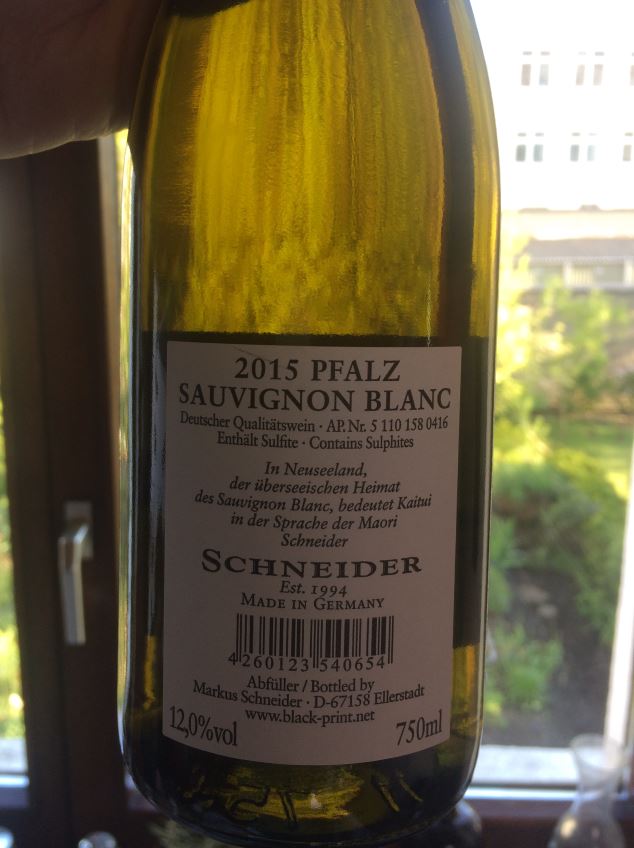 2015 PFALZ
SAUVIGNON BLANC
Deutscher Qualitätswein · AP. Nr. 5 110 158 0416
Enthält Sulfite · Contains Sulphites
In Neuseeland,
der überseeischen Heimat
des Sauvignon Blanc, bedeutet Kaitui
in der Sprache der Maori
Schneider
SCHNEIDER
EST. 1994
MADE IN GERMANY
4 260123 540654
Abfüller / Bottled by
Markus Schneider · D-67158 Ellerstadt
www.black-print.net
12,0%vol 750ml